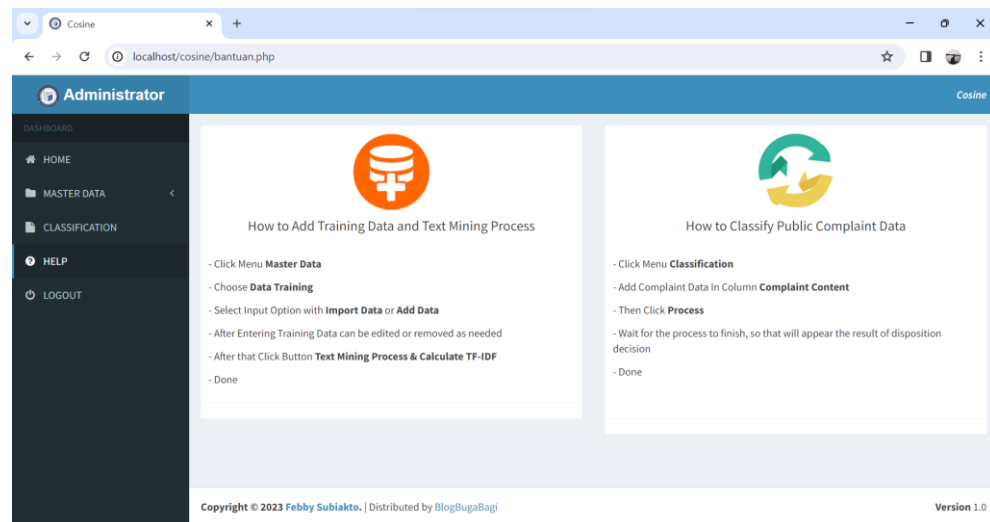 Cosine
localhost/cosine/bantuan.php
Administrator
Cosine
DASHBOARD
HOME
MASTER DATA
CLASSIFICATION
HELP
LOGOUT
How to Add Training Data and Text Mining Process
- Click Menu Master Data
- Choose Data Training
- Select Input Option with Import Data or Add Data
- After Entering Training Data can be edited or removed as needed
- After that Click Button Text Mining Process & Calculate TF-IDF
- Done
How to Classify Public Complaint Data
- Click Menu Classification
- Add Complaint Data In Column Complaint Content
- Then Click Process
- Wait for the process to finish, so that will appear the result of disposition
decision
- Done
Copyright © 2023 Febby Subiakto. | Distributed by BlogBugaBagi
Version 1.0